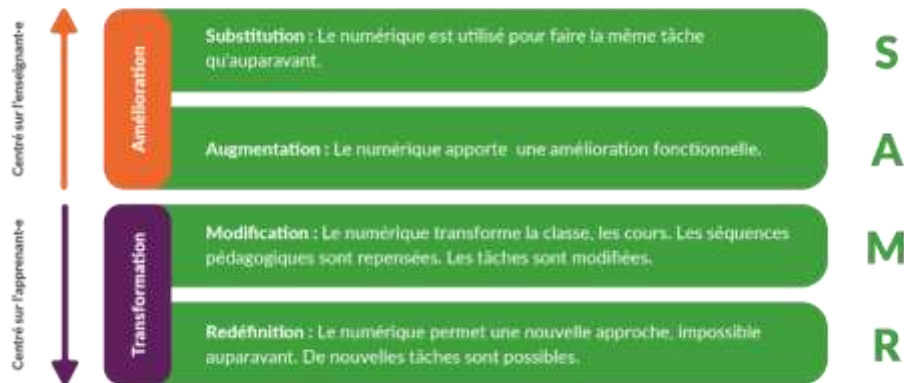 Centré sur l'enseignant·e
Amélioration
Substitution : Le numérique est utilisé pour faire la même tâche
qu'auparavant.
S
Augmentation : Le numérique apporte une amélioration fonctionnelle.
A
Centré sur l'apprenant·e
Transformation
Modification : Le numérique transforme la classe, les cours. Les séquences
pédagogiques sont repensées. Les tâches sont modifiées.
M
Redéfinition : Le numérique permet une nouvelle approche, impossible
auparavant. De nouvelles tâches sont possibles.
R